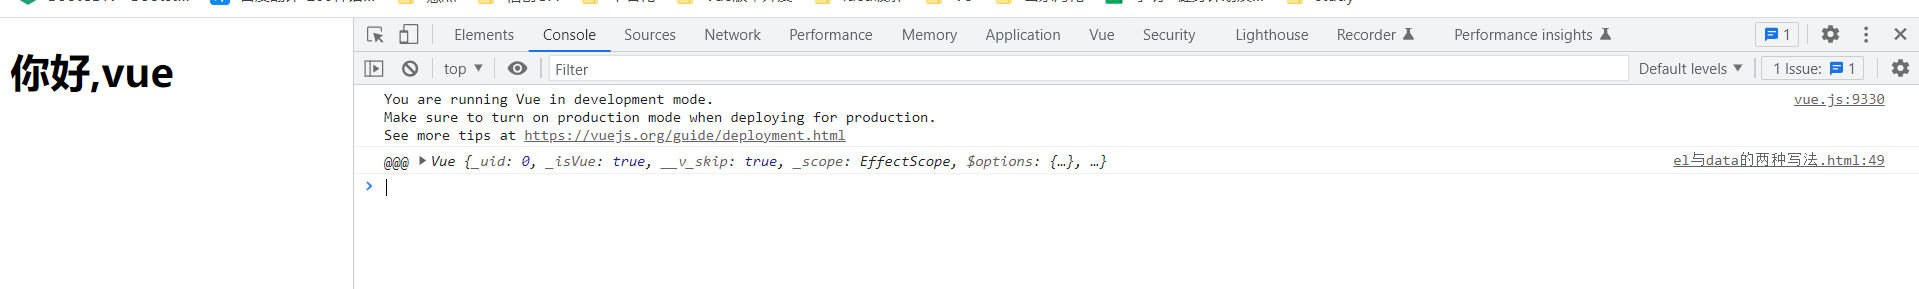 你好,vue
Elements Console Sources Network Performance Memory Application Vue Security Lighthouse Recorder Performance insights 1
top Filter Default levels 1 Issue: 1
You are running Vue in development mode. vue.js:9330
Make sure to turn on production mode when deploying for production.
See more tips at https://vuejs.org/guide/deployment.html
@@@ Vue {_uid: 0, _isVue: true, __v_skip: true, _scope: EffectScope, $options: {…}, …} el与data的两种写法.html:49